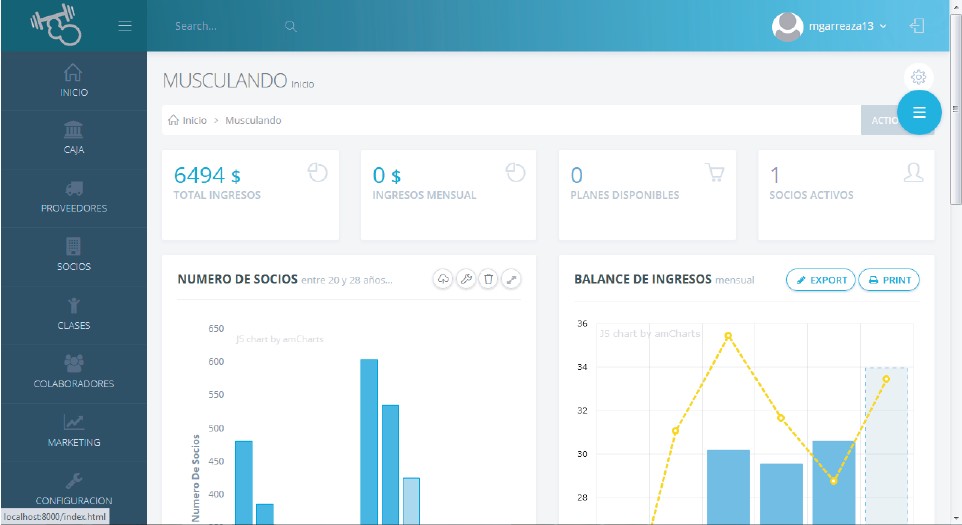 Search...
mgarreaza13
MUSCULANDO Inicio
INICIO
Inicio > Musculando
ACTIO
CAJA
6494 $
TOTAL INGRESOS
0 $
INGRESOS MENSUAL
0
PLANES DISPONIBLES
1
SOCIOS ACTIVOS
PROVEEDORES
SOCIOS
CLASES
COLABORADORES
MARKETING
CONFIGURACION
NUMERO DE SOCIOS entre 20 y 28 años...
JS chart by amCharts
650
600
550
500
450
400
Numero De Socios
BALANCE DE INGRESOS mensual
EXPORT
PRINT
JS chart by amCharts
36
34
32
30
28
localhost:8000/index.html